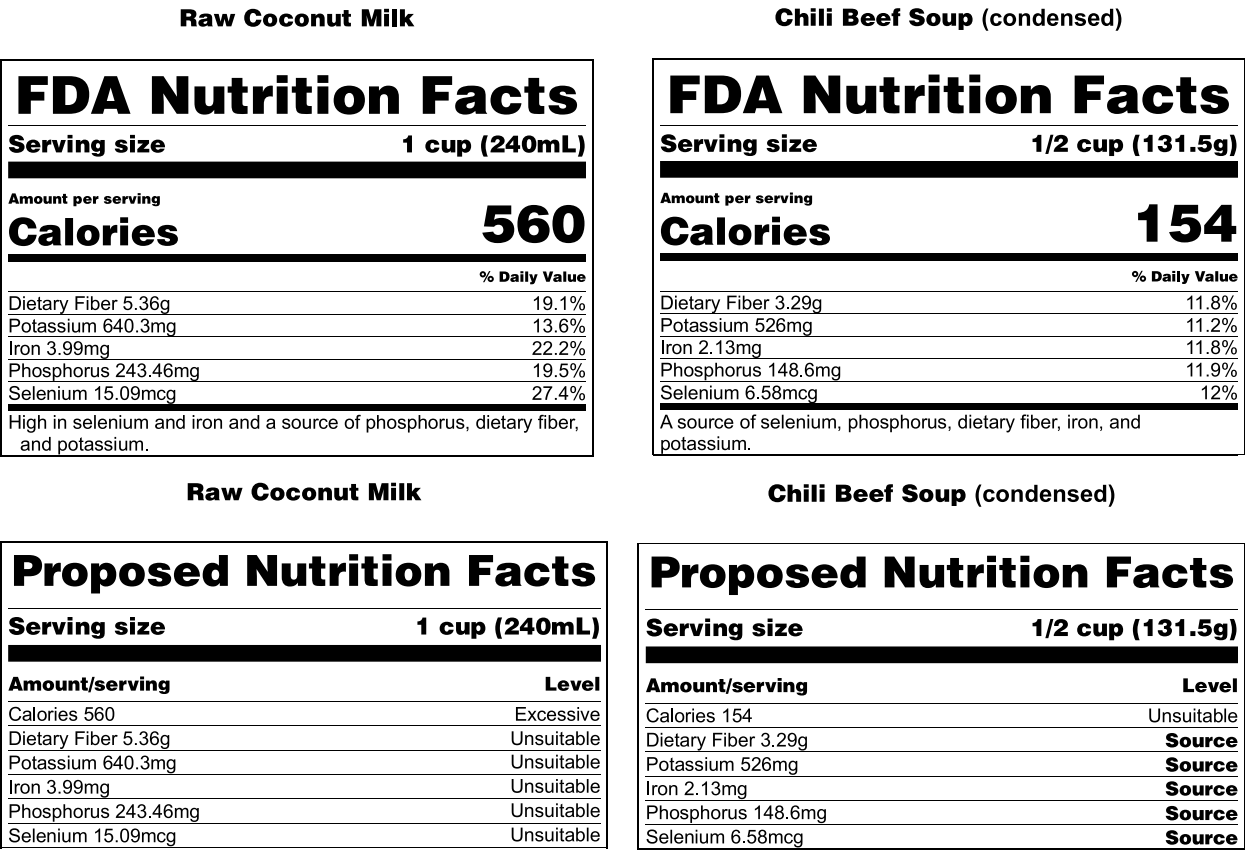 Raw Coconut Milk
FDA Nutrition Facts
Serving size 1 cup (240mL)
Amount per serving
Calories 560
% Daily Value
Dietary Fiber 5.36g 19.1%
Potassium 640.3mg 13.6%
Iron 3.99mg 22.2%
Phosphorus 243.46mg 19.5%
Selenium 15.09mcg 27.4%
High in selenium and iron and a source of phosphorus, dietary fiber,
and potassium.
Chili Beef Soup (condensed)
FDA Nutrition Facts
Serving size 1/2 cup (131.5g)
Amount per serving
Calories 154
% Daily Value
Dietary Fiber 3.29g 11.8%
Potassium 526mg 11.2%
Iron 2.13mg 11.8%
Phosphorus 148.6mg 11.9%
Selenium 6.58mcg 12%
A source of selenium, phosphorus, dietary fiber, iron, and
potassium.
Raw Coconut Milk
Proposed Nutrition Facts
Serving size 1 cup (240mL)
Amount/serving Level
Calories 560 Excessive
Dietary Fiber 5.36g Unsuitable
Potassium 640.3mg Unsuitable
Iron 3.99mg Unsuitable
Phosphorus 243.46mg Unsuitable
Selenium 15.09mcg Unsuitable
Chili Beef Soup (condensed)
Proposed Nutrition Facts
Serving size 1/2 cup (131.5g)
Amount/serving Level
Calories 154 Unsuitable
Dietary Fiber 3.29g Source
Potassium 526mg Source
Iron 2.13mg Source
Phosphorus 148.6mg Source
Selenium 6.58mcg Source